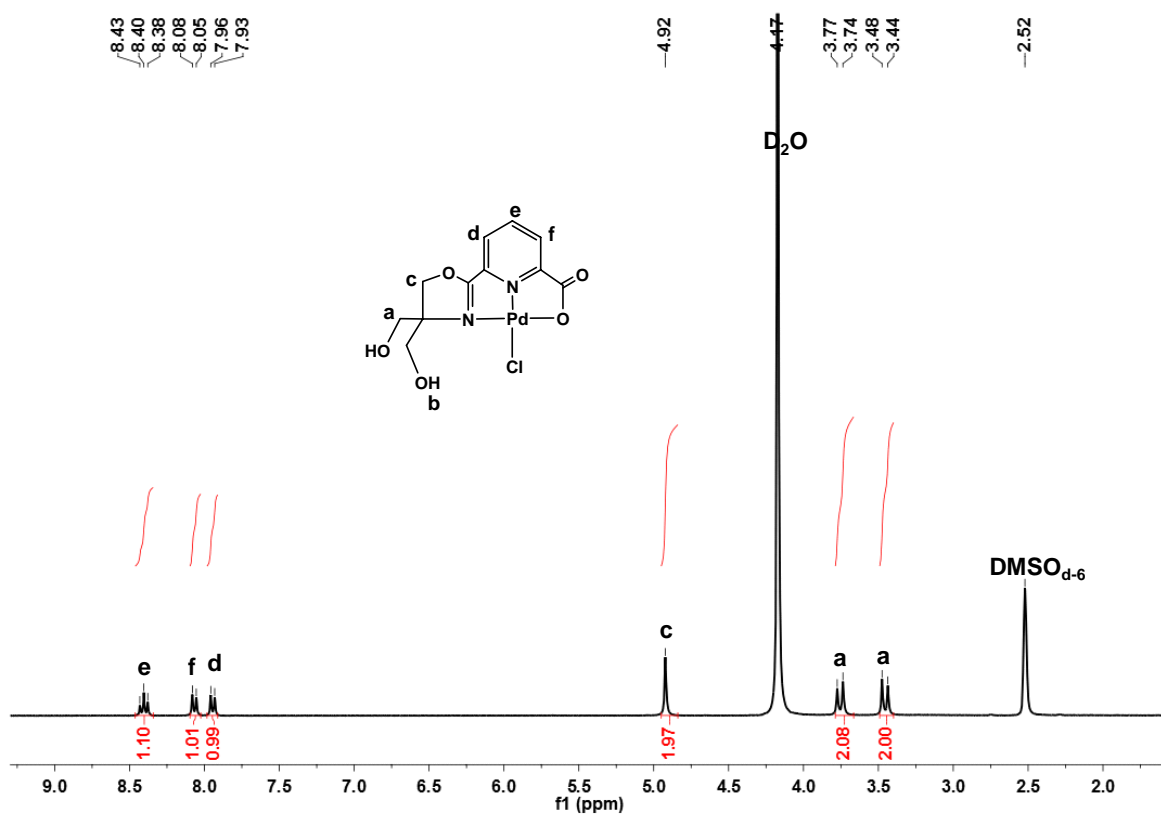 8.43
8.40
8.38
8.08
8.05
7.96
7.93
4.92
4.17
3.77
3.74
3.48
3.44
2.52
D2O
e
d f
O O
c
N
a N Pd O
HO
OH Cl
b
DMSOd-6
e f d c a a
1.10
1.01
0.99
1.97
2.08
2.00
9.0 8.5 8.0 7.5 7.0 6.5 6.0 5.5 5.0 4.5 4.0 3.5 3.0 2.5 2.0
f1 (ppm)